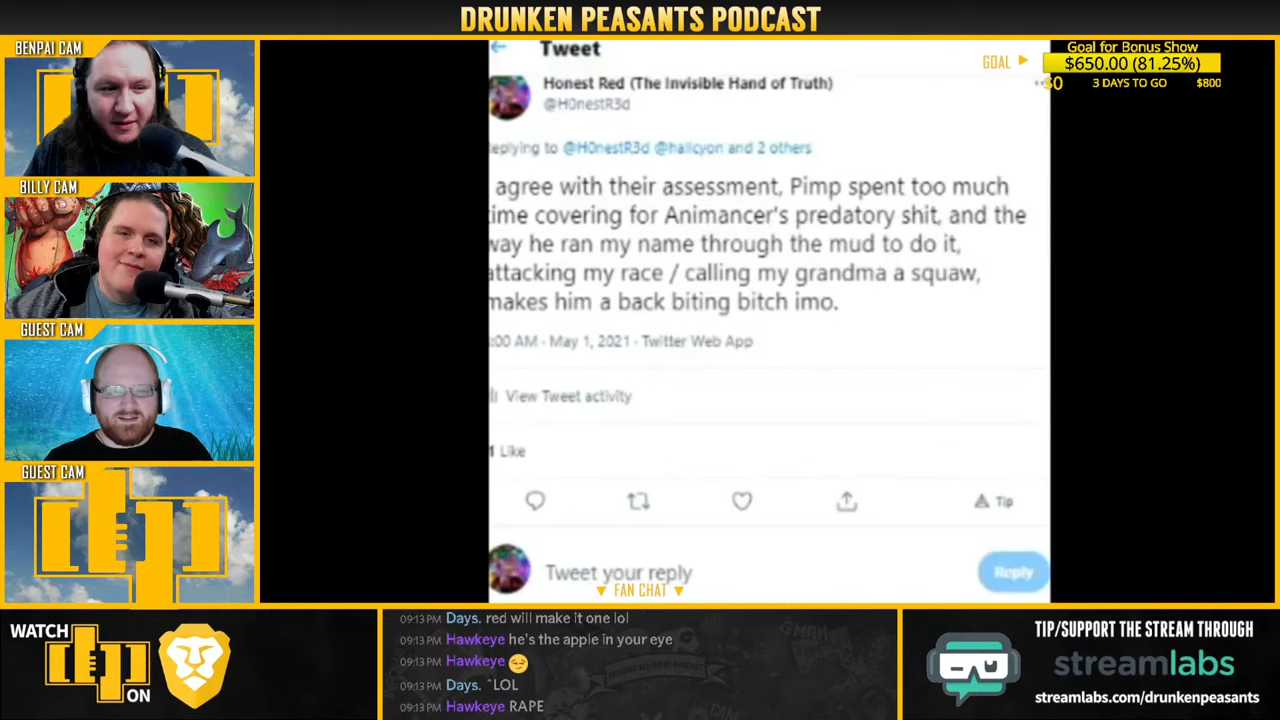 DRUNKEN PEASANTS PODCAST
BENPAI CAM
BILLY CAM
GUEST CAM
GUEST CAM
Tweet
Honest Red (The Invisible Hand of Truth)
@H0nestR3d
eplying to @H0nestR3d @halcyon and 2 others
agree with their assessment, Pimp spent too much
ime covering for Animancer's predatory shit, and the
way he ran my name through the mud to do it,
attacking my race / calling my grandma a squaw,
makes him a back biting bitch imo.
:00 AM · May 1, 2021 · Twitter Web App
View Tweet activity
1 Like
Tip
Tweet your reply
Reply
GOAL
Goal for Bonus Show
$650.00 (81.25%)
$0
3 DAYS TO GO
$800
▼ FAN CHAT ▼
09:13 PM Days. red will make it one lol
09:13 PM Hawkeye he's the apple in your eye
09:13 PM Hawkeye 😏
09:13 PM Days. ^LOL
09:13 PM Hawkeye RAPE
WATCH
ON
TIP/SUPPORT THE STREAM THROUGH
streamlabs
streamlabs.com/drunkenpeasants